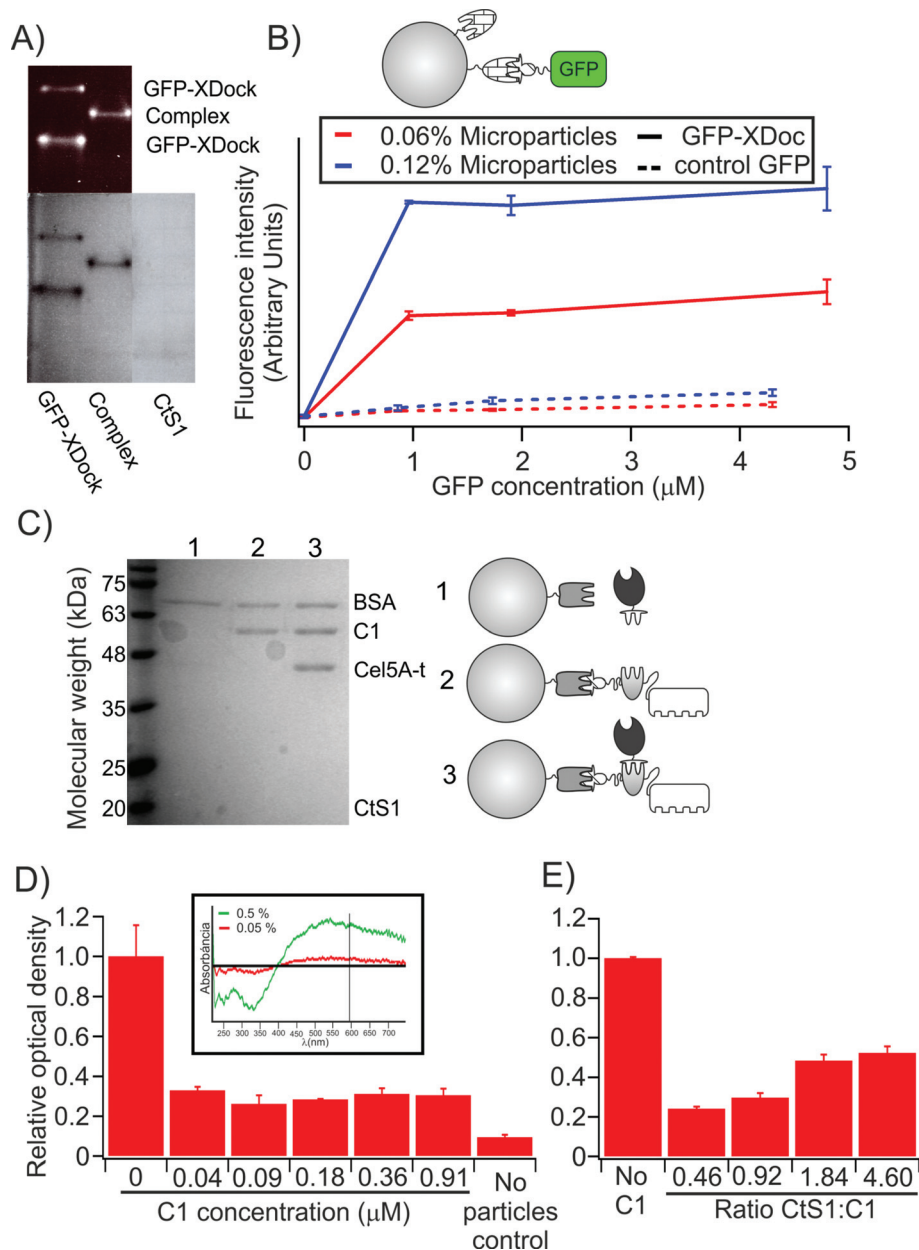 A)
GFP-XDock
Complex
GFP-XDock
GFP-XDock
Complex
CtS1
B)
GFP
0.06% Microparticles
GFP-XDoc
0.12% Microparticles
control GFP
Fluorescence intensity
(Arbitrary Units)
0 1 2 3 4 5
GFP concentration (μM)
C)
1 2 3
Molecular weight (kDa)
75
63
48
35
25
20
BSA
C1
Cel5A-t
CtS1
1
2
3
D)
Relative optical density
1.2
1.0
0.8
0.6
0.4
0.2
0
0.5 %
0.05 %
Absorbància
250 300 350 400 450 500 550 600 650 700
λ(nm)
0 0.04 0.09 0.18 0.36 0.91 No
particles
control
C1 concentration (μM)
E)
1.2
1.0
0.8
0.6
0.4
0.2
0
No
C1
0.46 0.92 1.84 4.60
Ratio CtS1:C1